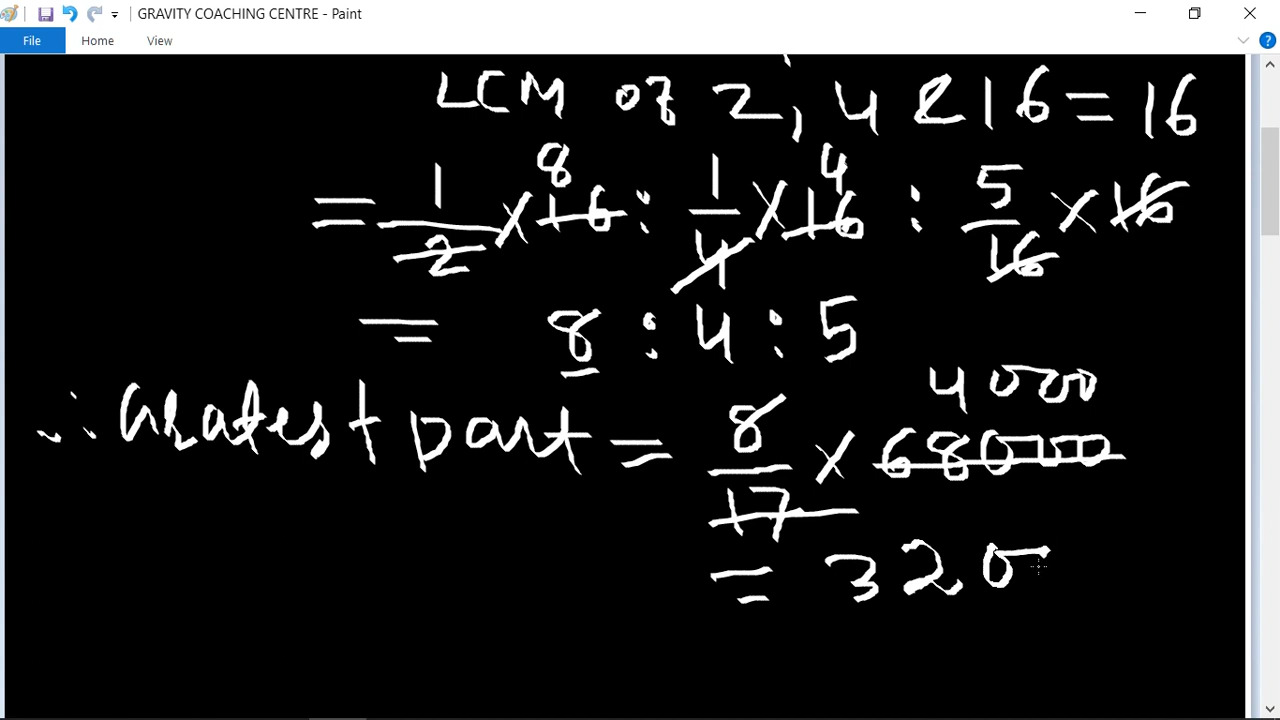 GRAVITY COACHING CENTRE - Paint
File Home View
LCM of 2, 4 & 16 = 16
= 1/2 × 16 8 : 1/4 × 16 4 : 5/16 × 16
= 8 : 4 : 5
∴ Gratest part = 8/17 × 68000 4000
= 320